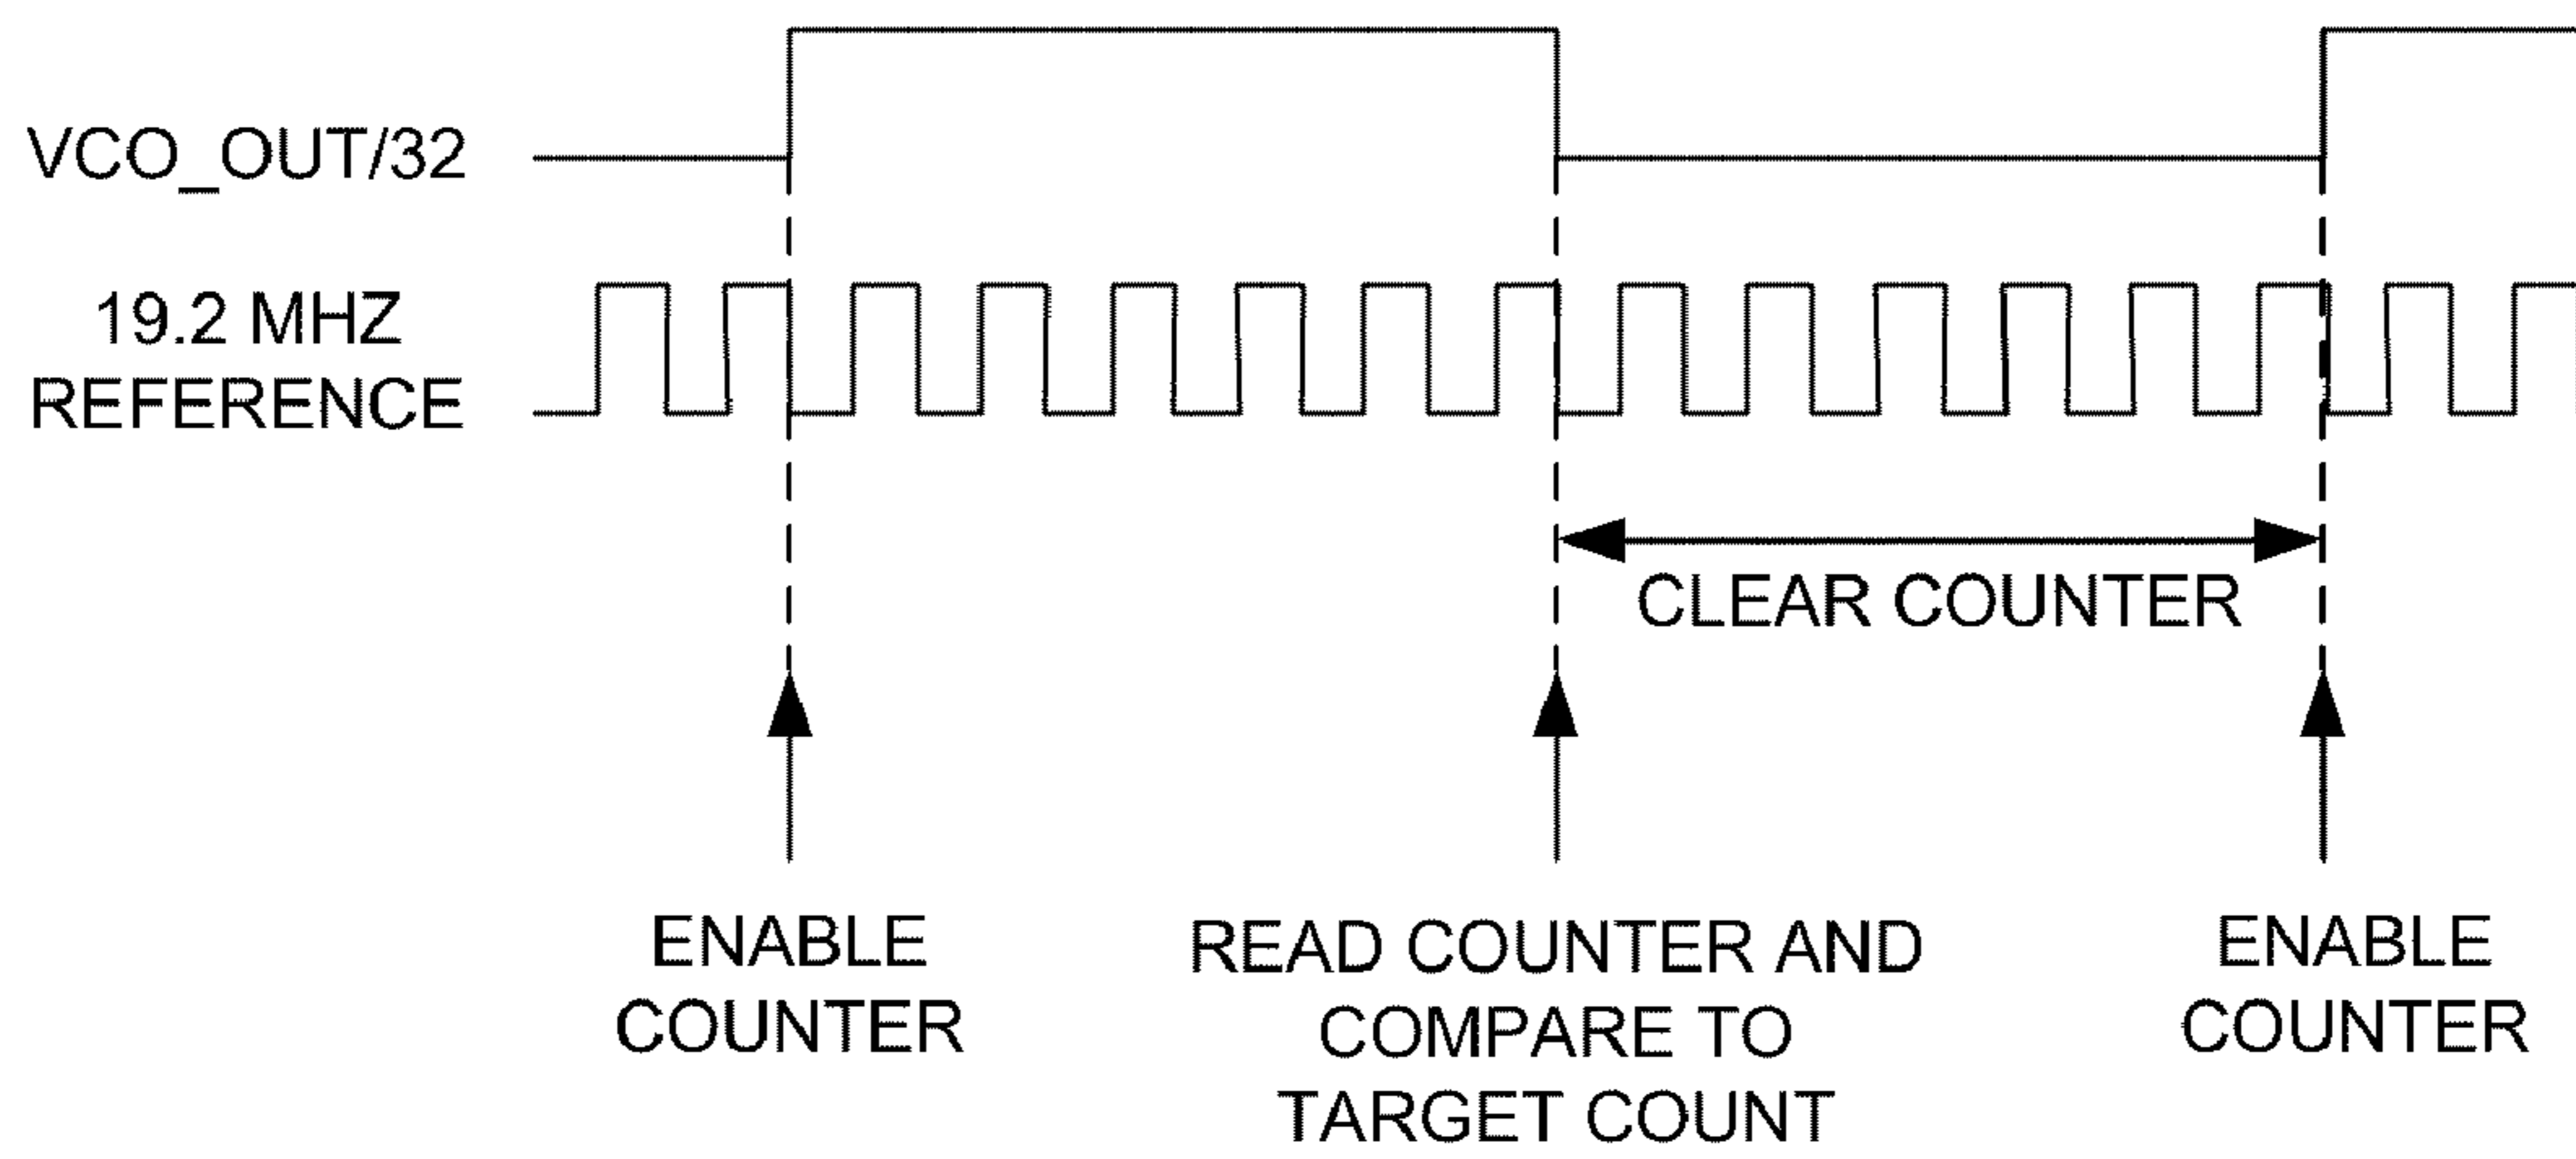 VCO_OUT/32
19.2 MHZ
REFERENCE
CLEAR COUNTER
ENABLE
COUNTER
READ COUNTER AND
COMPARE TO
TARGET COUNT
ENABLE
COUNTER